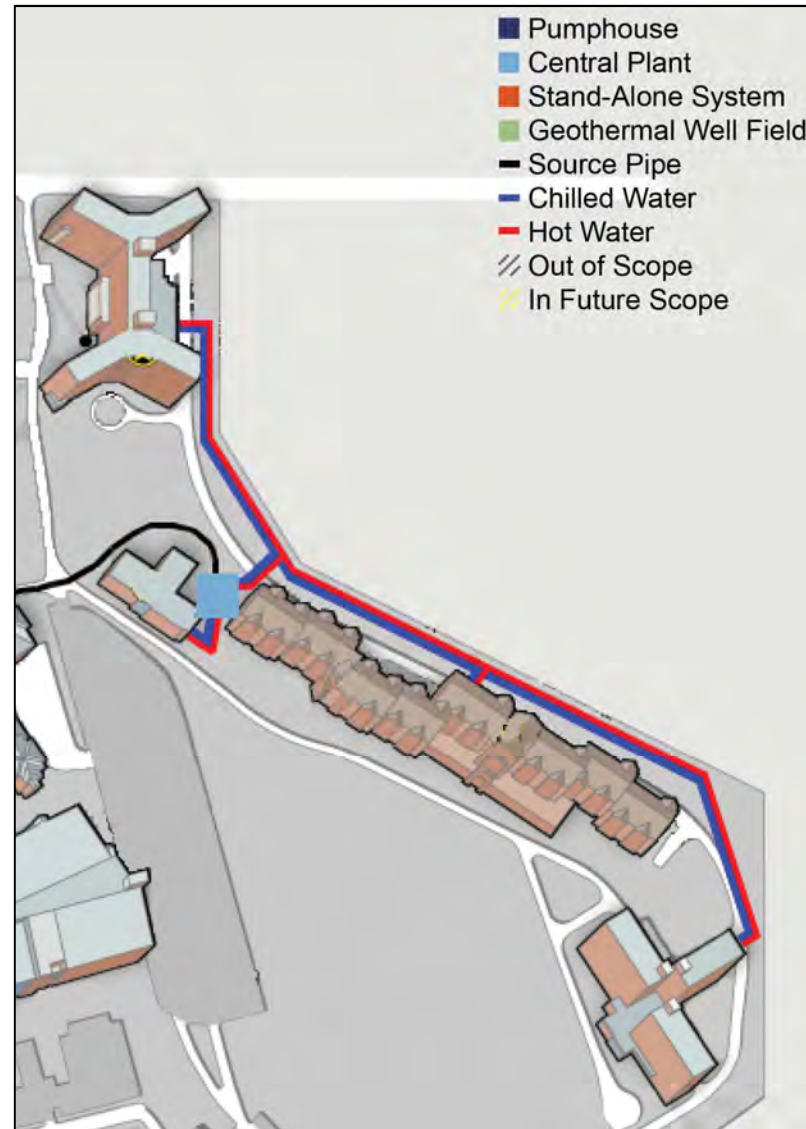 Pumphouse
Central Plant
Stand-Alone System
Geothermal Well Field
Source Pipe
Chilled Water
Hot Water
Out of Scope
In Future Scope